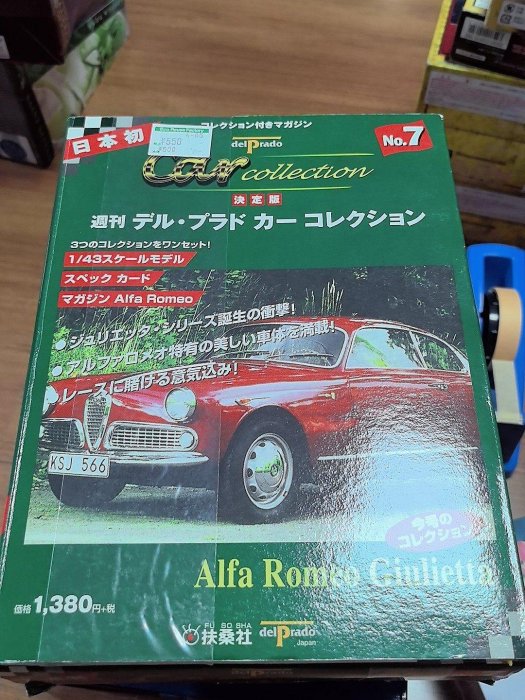 コレクション付きマガジン
日本初
¥550
delPrado
No.7
Car collection
決定版
週刊 デル・プラド カー コレクション
3つのコレクションをワンセット!
1/43スケールモデル
スペック カード
マガジン Alfa Romeo
●ジュリエッタ・シリーズ誕生の衝撃!
●アルファロメオ特有の美しい車体を満載!
●レースに賭ける意気込み!
KSJ 566
今号の
コレクション
Alfa Romeo Giulietta
価格1,380円+税
FU SO SHA
扶桑社
delPrado
Japan